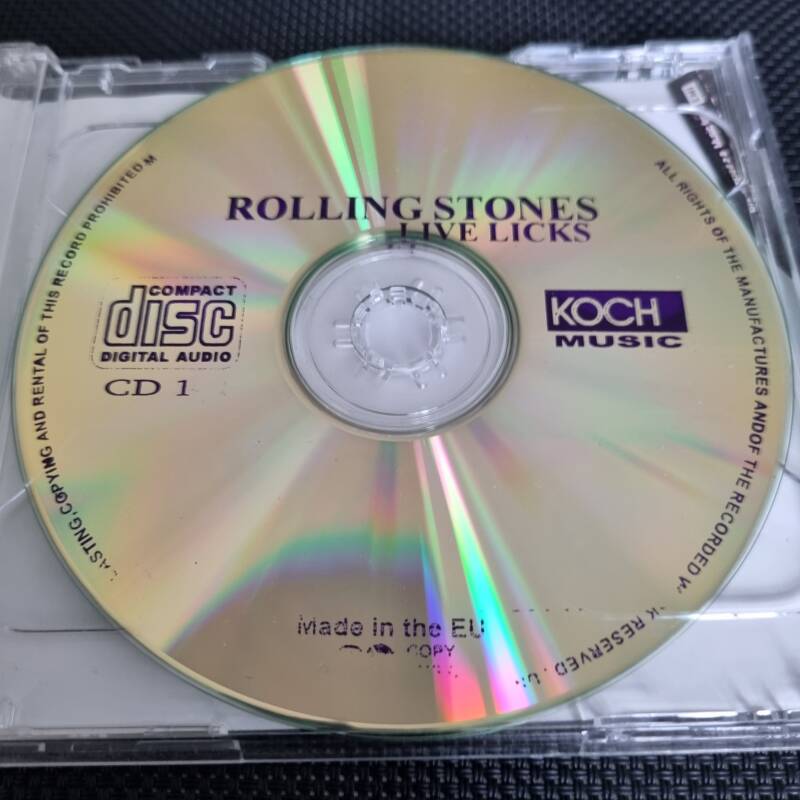 ROLLING STONES
LIVE LICKS
COMPACT
disc
DIGITAL AUDIO
CD 1
KOCH
MUSIC
ALL RIGHTS OF THE MANUFACTURES ANDOF THE RECORDED
RESERVED
COPYING AND RENTAL OF THIS RECORD PROHIBITED.M
Made in the EU
COPY